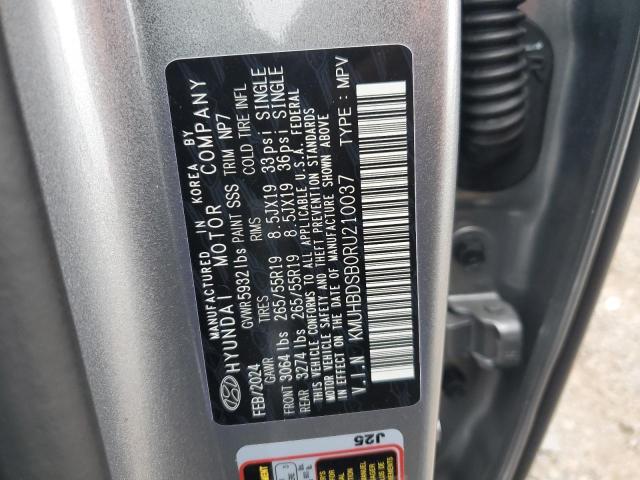 MANUFACTURED IN KOREA BY
HYUNDAI MOTOR COMPANY
FEB/2024 GVWR 5932 lbs PAINT SSS TRIM NP7
GAWR TIRES RIMS COLD TIRE INFL
FRONT 3064 lbs 265/55R19 8.5JX19 33psi SINGLE
REAR 3274 lbs 265/55R19 8.5JX19 36psi SINGLE
THIS VEHICLE CONFORMS TO ALL APPLICABLE U.S.A. FEDERAL
MOTOR VEHICLE SAFETY AND THEFT PREVENTION STANDARDS
IN EFFECT ON THE DATE OF MANUFACTURE SHOWN ABOVE
V.I.N KMUHBDSB0RU210037 TYPE : MPV
J25